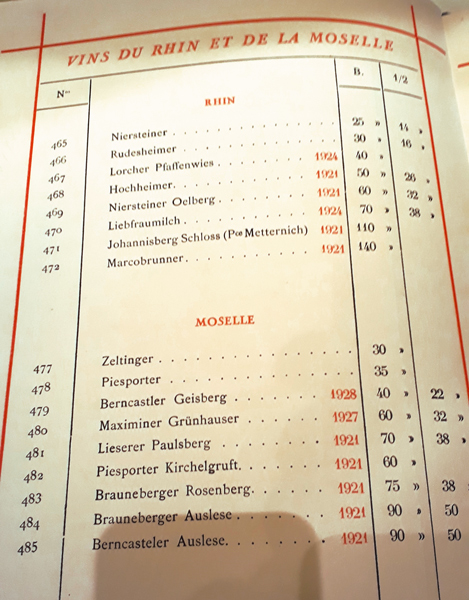 VINS DU RHIN ET DE LA MOSELLE
Nos B. 1/2
RHIN
465 Niersteiner . . . . . . . . . . . . . . 25 » 14 »
466 Rudesheimer . . . . . . . . . . . . . 30 » 16 »
467 Lorcher Pfaffenwies . . . . . . . 1924 40 »
468 Hochheimer . . . . . . . . . . . 1921 50 » 26 »
469 Niersteiner Oelberg . . . . . . . 1921 60 » 32 »
470 Liebfraumilch . . . . . . . . . . 1924 70 » 38 »
471 Johannisberg Schloss (Pce Metternich) 1921 110 »
472 Marcobrunner . . . . . . . . . . 1921 140 »
MOSELLE
477 Zeltinger . . . . . . . . . . . . . . . 30 »
478 Piesporter . . . . . . . . . . . . . . 35 »
479 Berncastler Geisberg . . . . . . 1928 40 » 22 »
480 Maximiner Grünhauser . . . . . 1927 60 » 32 »
481 Lieserer Paulsberg . . . . . . . 1921 70 » 38 »
482 Piesporter Kirchelgruft . . . . . 1921 60 »
483 Brauneberger Rosenberg . . . . . 1921 75 » 38
484 Brauneberger Auslese . . . . . . 1921 90 » 50
485 Berncasteler Auslese . . . . . . . 1921 90 » 50